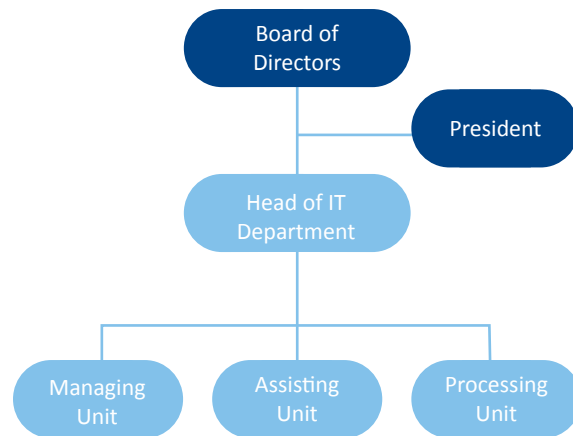 Board of
Directors
President
Head of IT
Department
Managing
Unit
Assisting
Unit
Processing
Unit